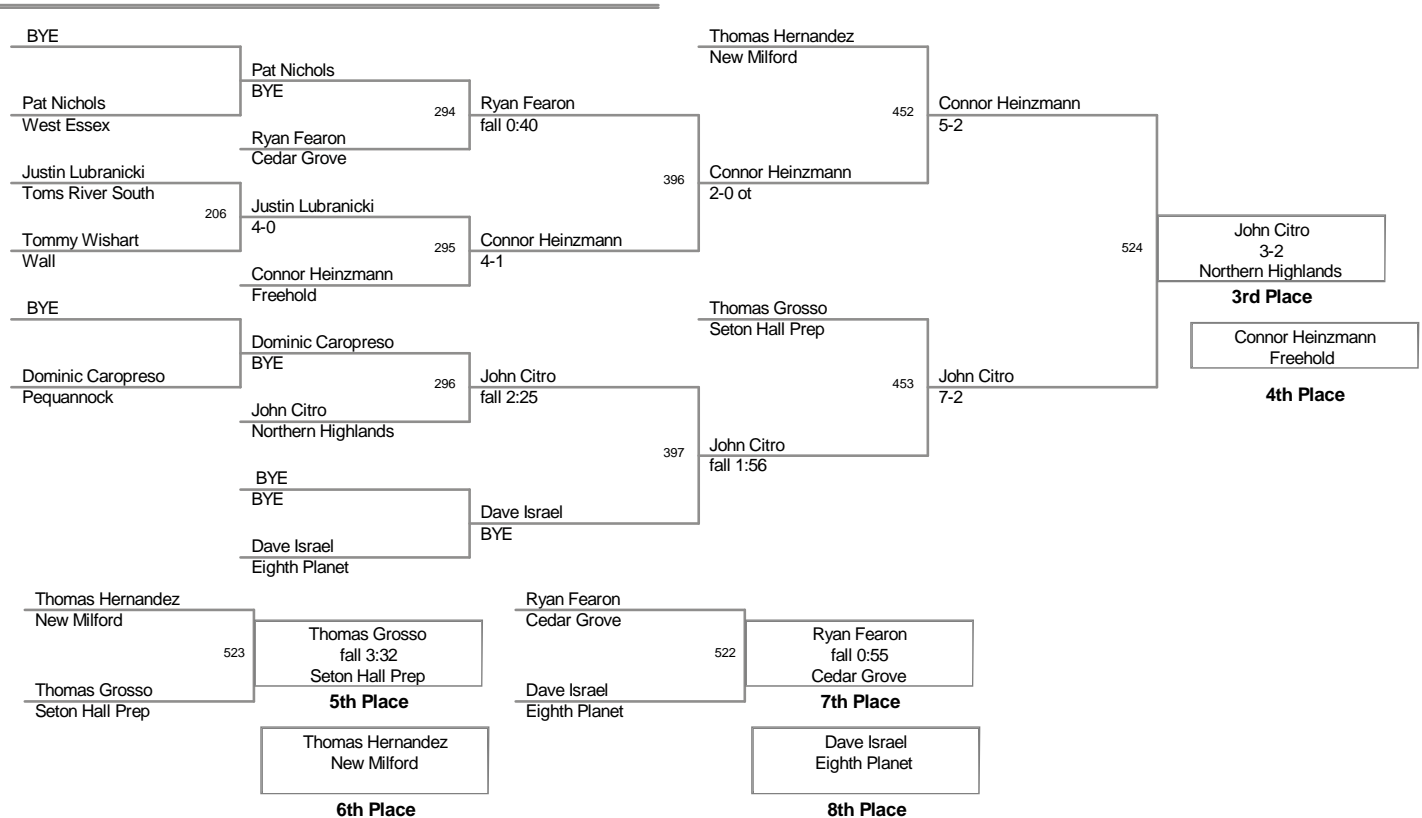 BYE
Pat Nichols
West Essex
Justin Lubranicki
Toms River South
206
Tommy Wishart
Wall
BYE
Dominic Caropreso
Pequannock
Pat Nichols
BYE
294
Ryan Fearon
Cedar Grove
Justin Lubranicki
4-0
295
Connor Heinzmann
Freehold
Dominic Caropreso
BYE
296
John Citro
Northern Highlands
BYE
BYE
Dave Israel
Eighth Planet
Ryan Fearon
fall 0:40
396
Connor Heinzmann
4-1
John Citro
fall 2:25
397
Dave Israel
BYE
Thomas Hernandez
New Milford
452
Connor Heinzmann
2-0 ot
Thomas Grosso
Seton Hall Prep
453
John Citro
fall 1:56
Connor Heinzmann
5-2
524
John Citro
7-2
John Citro
3-2
Northern Highlands
3rd Place
Connor Heinzmann
Freehold
4th Place
Thomas Hernandez
New Milford
523
Thomas Grosso
Seton Hall Prep
Thomas Grosso
fall 3:32
Seton Hall Prep
5th Place
Thomas Hernandez
New Milford
6th Place
Ryan Fearon
Cedar Grove
522
Dave Israel
Eighth Planet
Ryan Fearon
fall 0:55
Cedar Grove
7th Place
Dave Israel
Eighth Planet
8th Place